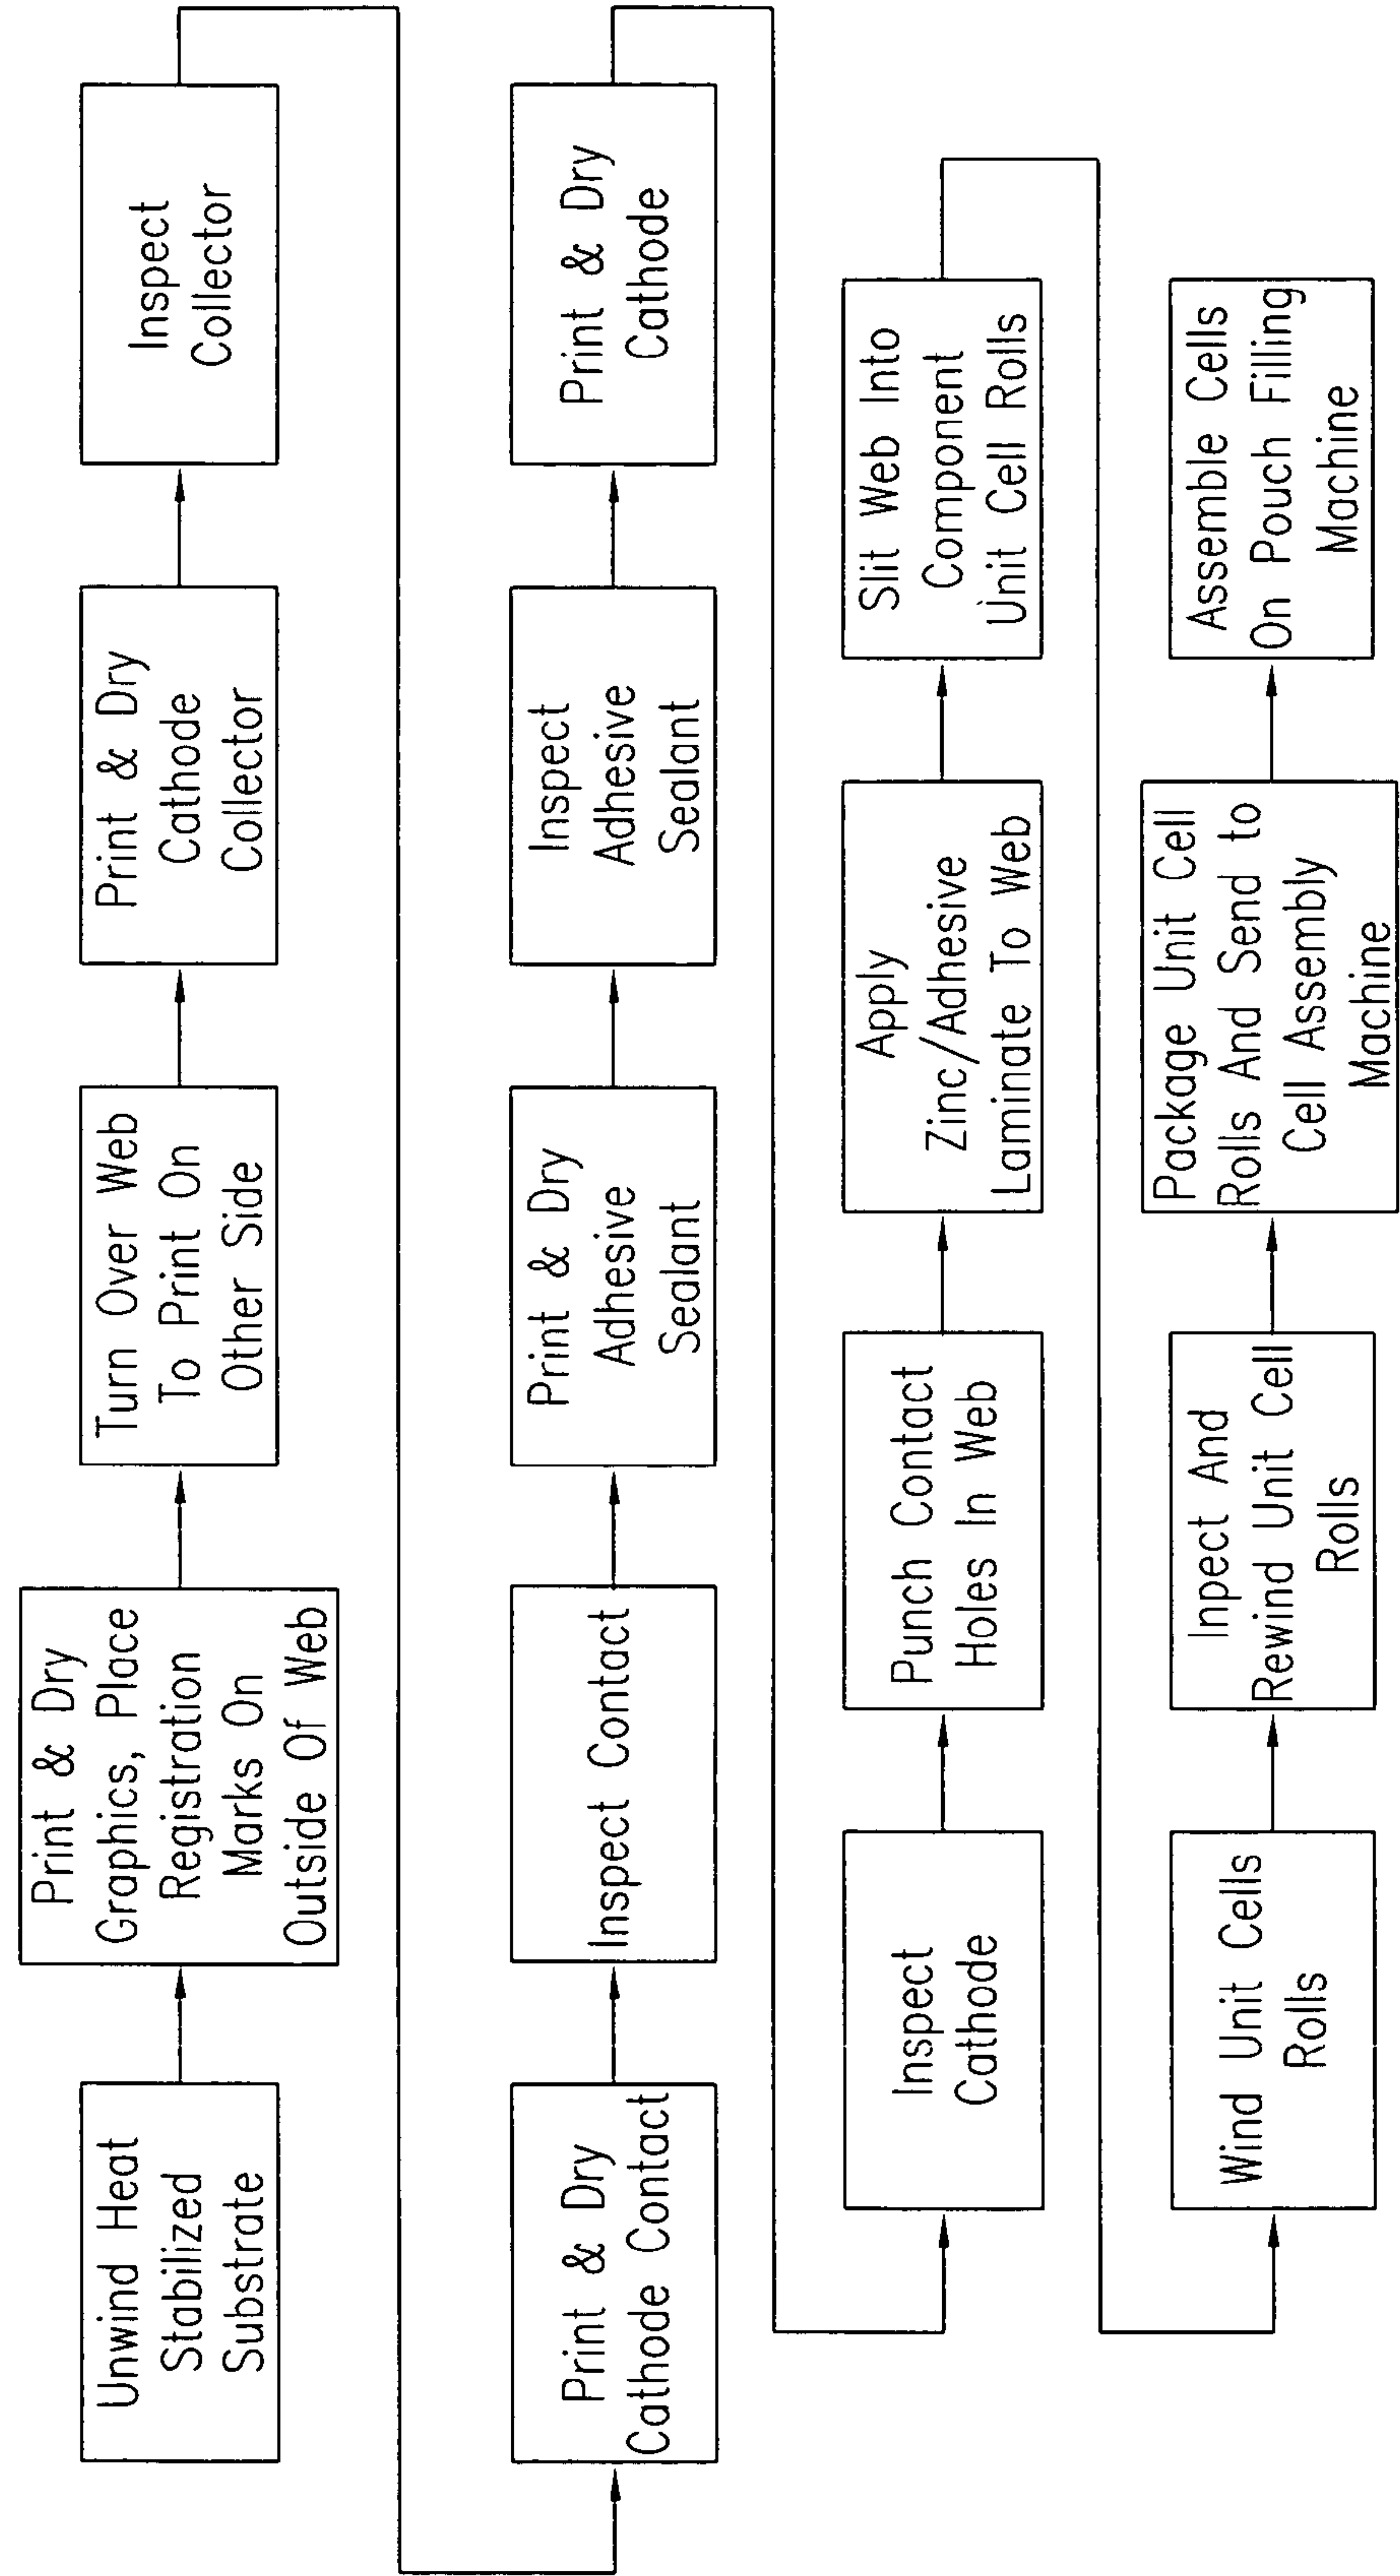 Unwind Heat
Stabilized
Substrate
Print & Dry
Graphics, Place
Registration
Marks On
Outside Of Web
Turn Over Web
To Print On
Other Side
Print & Dry
Cathode
Collector
Inspect
Collector
Print & Dry
Cathode Contact
Inspect Contact
Print & Dry
Adhesive
Sealant
Inspect
Adhesive
Sealant
Print & Dry
Cathode
Inspect
Cathode
Punch Contact
Holes In Web
Apply
Zinc/Adhesive
Laminate To Web
Slit Web Into
Component
Unit Cell Rolls
Wind Unit Cells
Rolls
Inpect And
Rewind Unit Cell
Rolls
Package Unit Cell
Rolls And Send to
Cell Assembly
Machine
Assemble Cells
On Pouch Filling
Machine